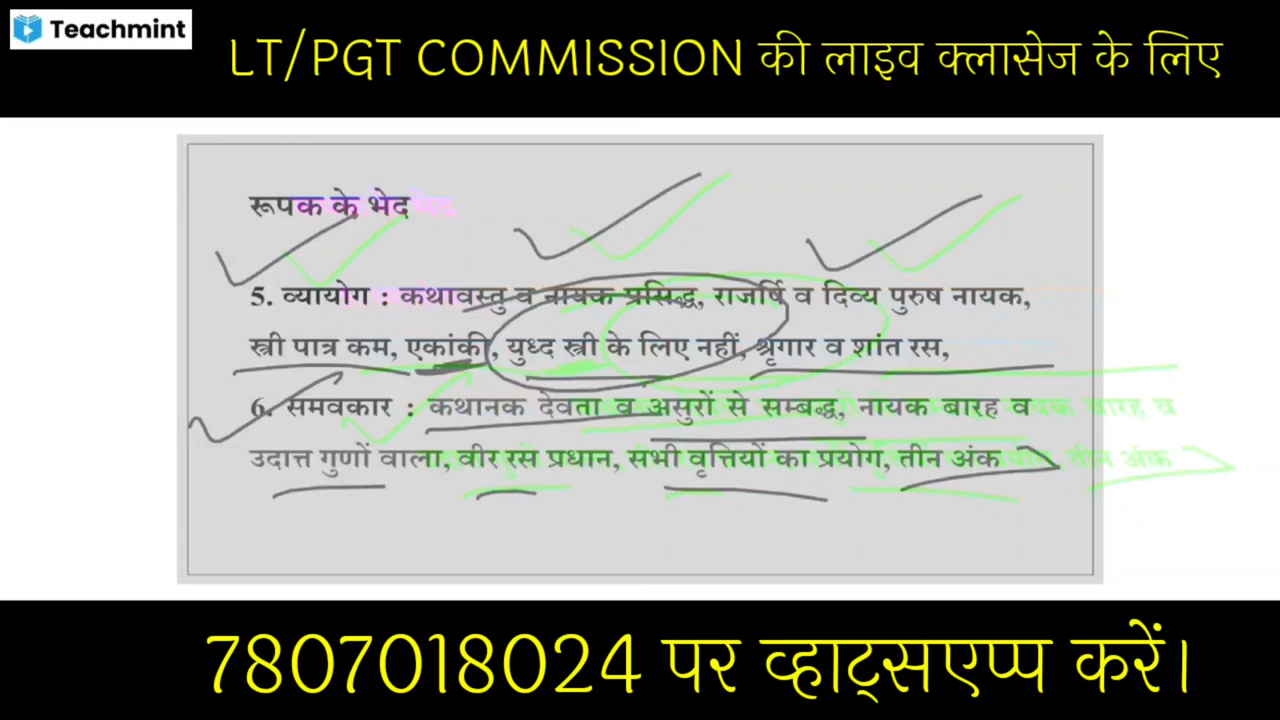 Teachmint
LT/PGT COMMISSION की लाइव क्लासेज के लिए
रूपक के भेद
5. व्यायोग : कथावस्तु व नायक प्रसिद्ध, राजर्षि व दिव्य पुरुष नायक,
स्त्री पात्र कम, एकांकी, युध्द स्त्री के लिए नहीं, श्रृगार व शांत रस,
6. समवकार : कथानक देवता व असुरों से सम्बद्ध, नायक बारह व
उदात्त गुणों वाला, वीर रस प्रधान, सभी वृत्तियों का प्रयोग, तीन अंक
7807018024 पर व्हाट्सएप्प करें।